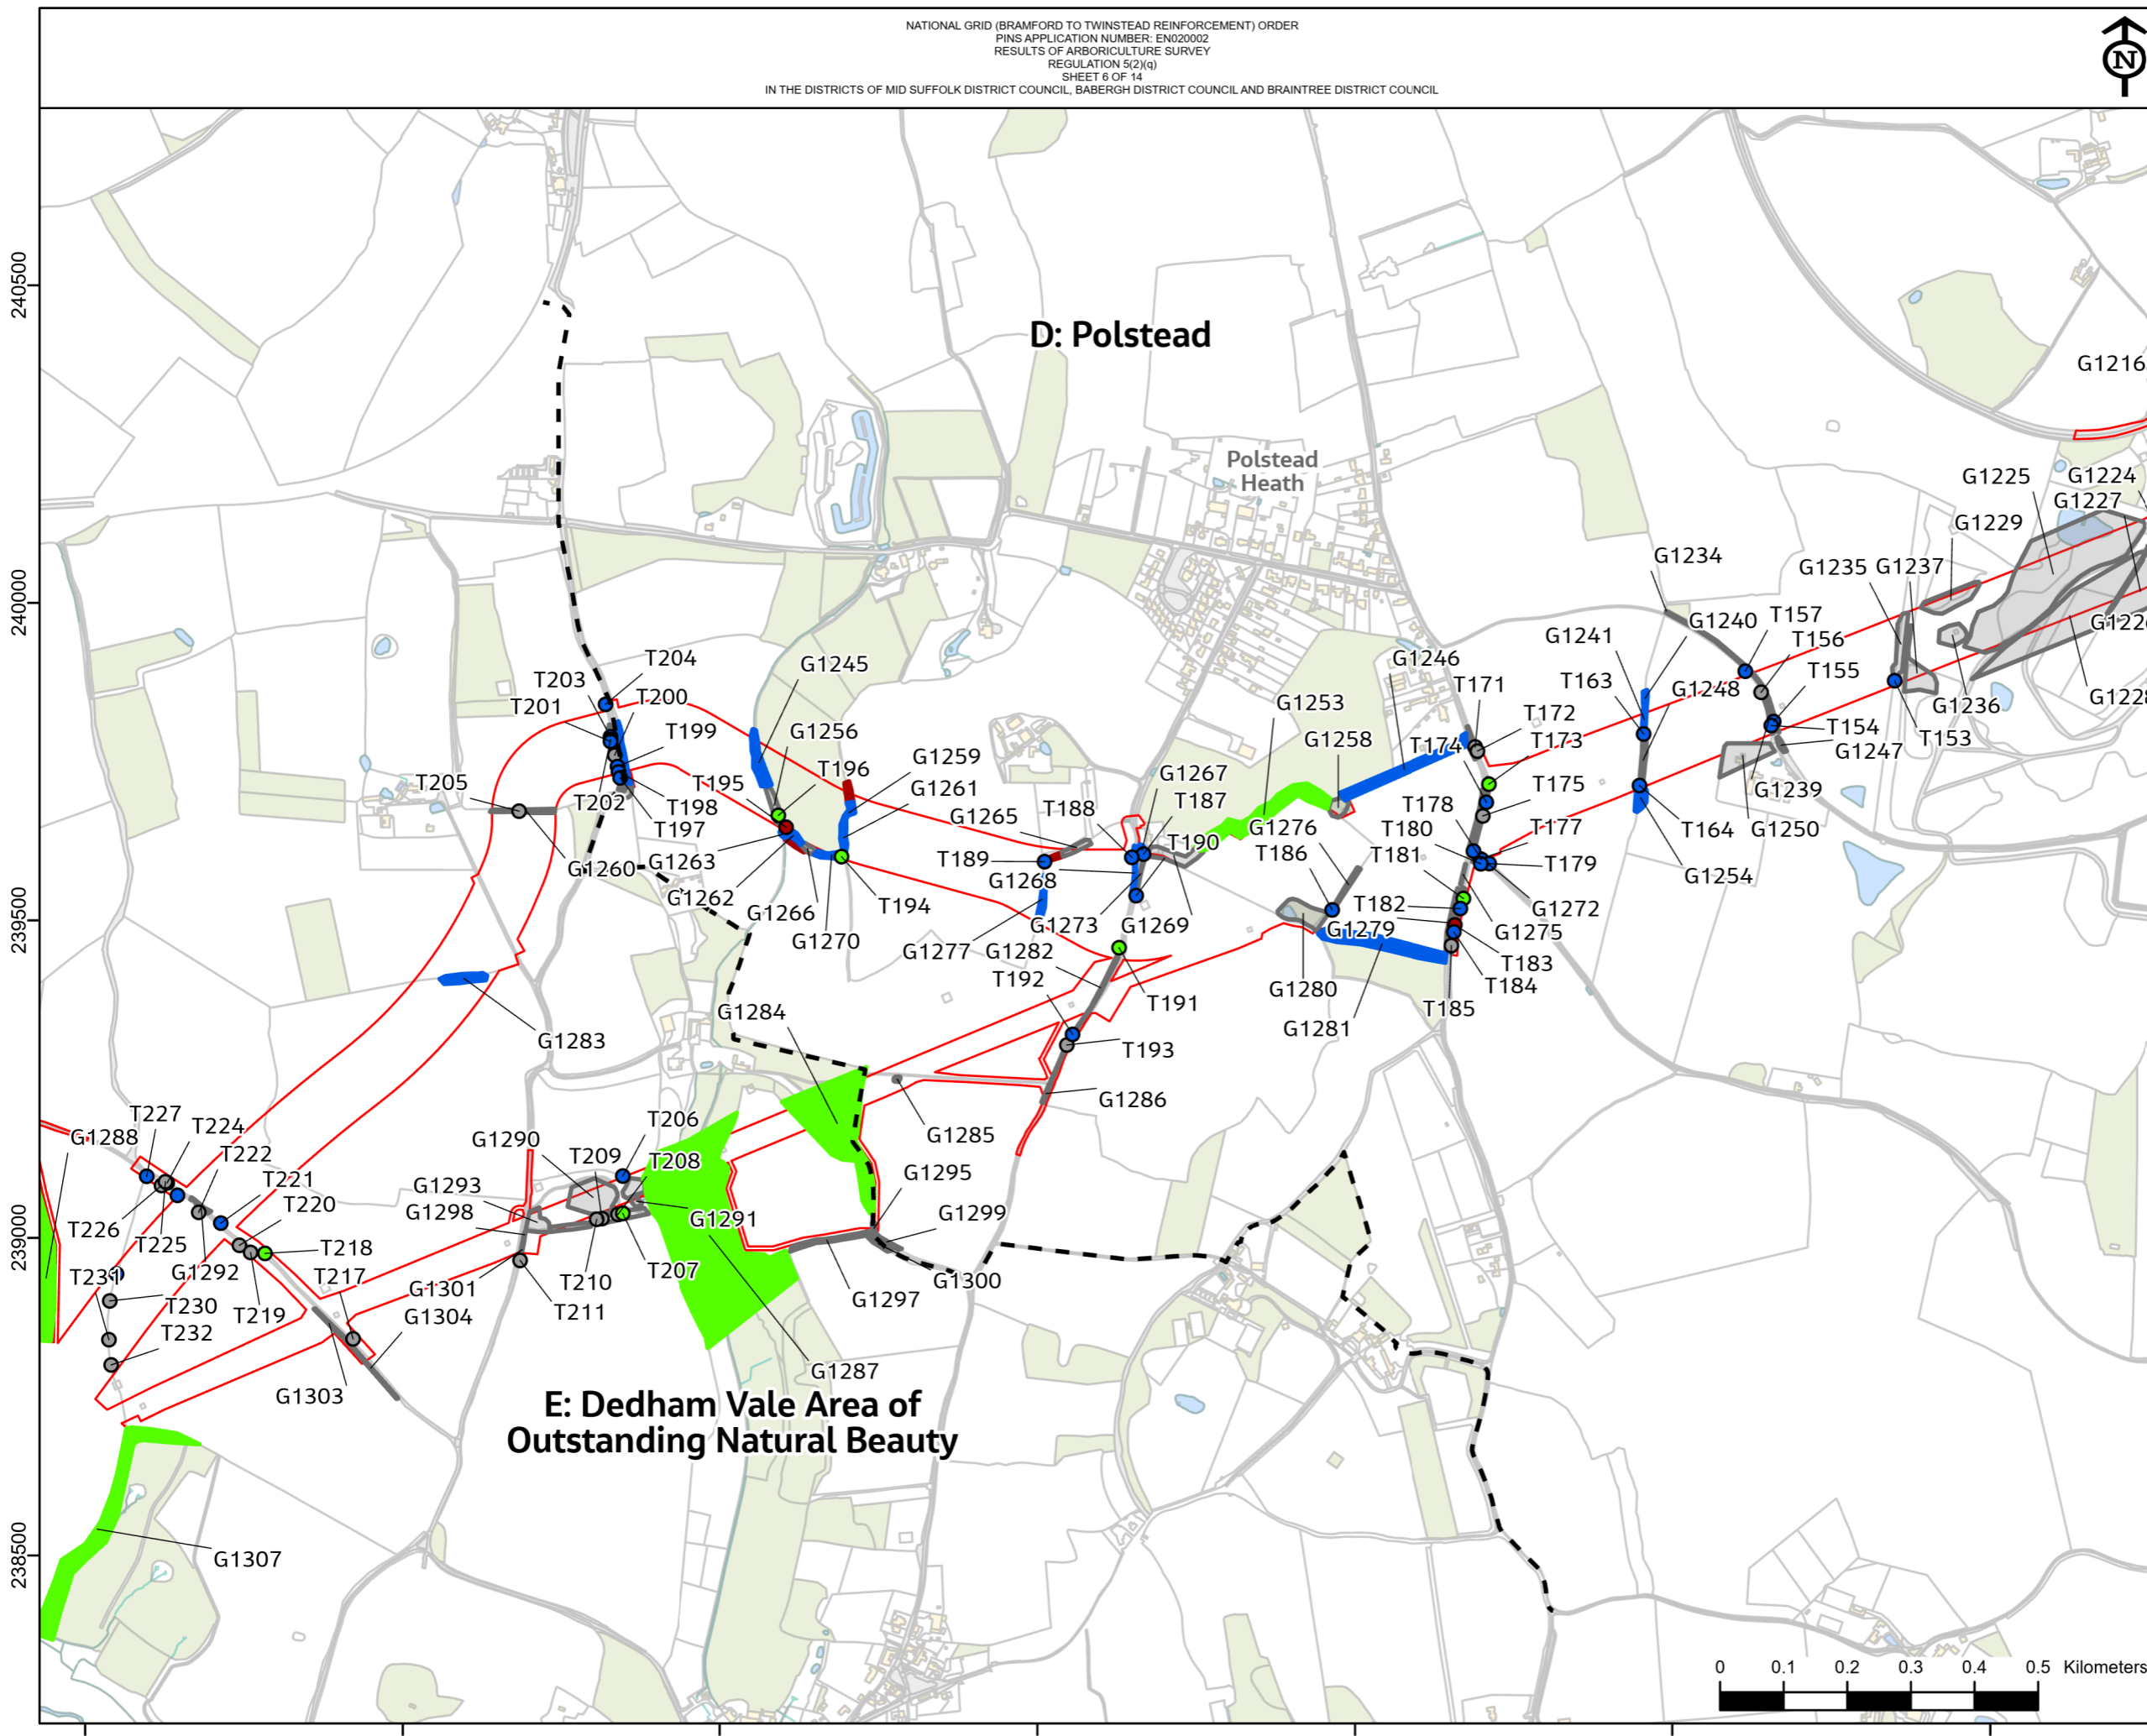 NATIONAL GRID (BRAMFORD TO TWINSTEAD REINFORCEMENT) ORDER
PINS APPLICATION NUMBER: EN020002
RESULTS OF ARBORICULTURE SURVEY
REGULATION 5(2)(q)
SHEET 6 OF 14
IN THE DISTRICTS OF MID SUFFOLK DISTRICT COUNCIL, BABERGH DISTRICT COUNCIL AND BRAINTREE DISTRICT COUNCIL
N
240500
D: Polstead
G1216
Polstead
Heath
G1225
G1224
G1227
G1229
240000
G1234
G1235
G1237
G1240
T157
G1241
T156
G1246
T204
G1245
T203
T163
G1248
T155
T171
T200
T201
G1253
G1236
T172
T199
G1256
G1258
T174
T173
T154
T153
G1247
G1259
T196
G1267
T195
T205
G1261
T175
G1239
T202
T198
G1265
T188
T187
T178
T197
G1276
T180
T177
T164
G1250
T190
G1260
G1263
T189
T186
T181
T179
G1268
G1254
G1262
T182
G1272
G1266
T194
239500
G1273
G1269
G1279
G1275
G1270
G1277
G1282
T183
T192
G1280
T184
T191
T185
G1284
G1281
G1283
T193
G1286
T227
T224
T206
G1288
G1285
T222
G1290
T209
T208
G1295
T221
G1293
T220
G1298
G1291
G1299
T226
239000
T225
T218
T231
G1292
T217
T207
G1301
T210
G1300
T230
T219
T211
G1297
G1304
T232
G1287
G1303
E: Dedham Vale Area of
Outstanding Natural Beauty
G1307
238500
0 0.1 0.2 0.3 0.4 0.5 Kilometers